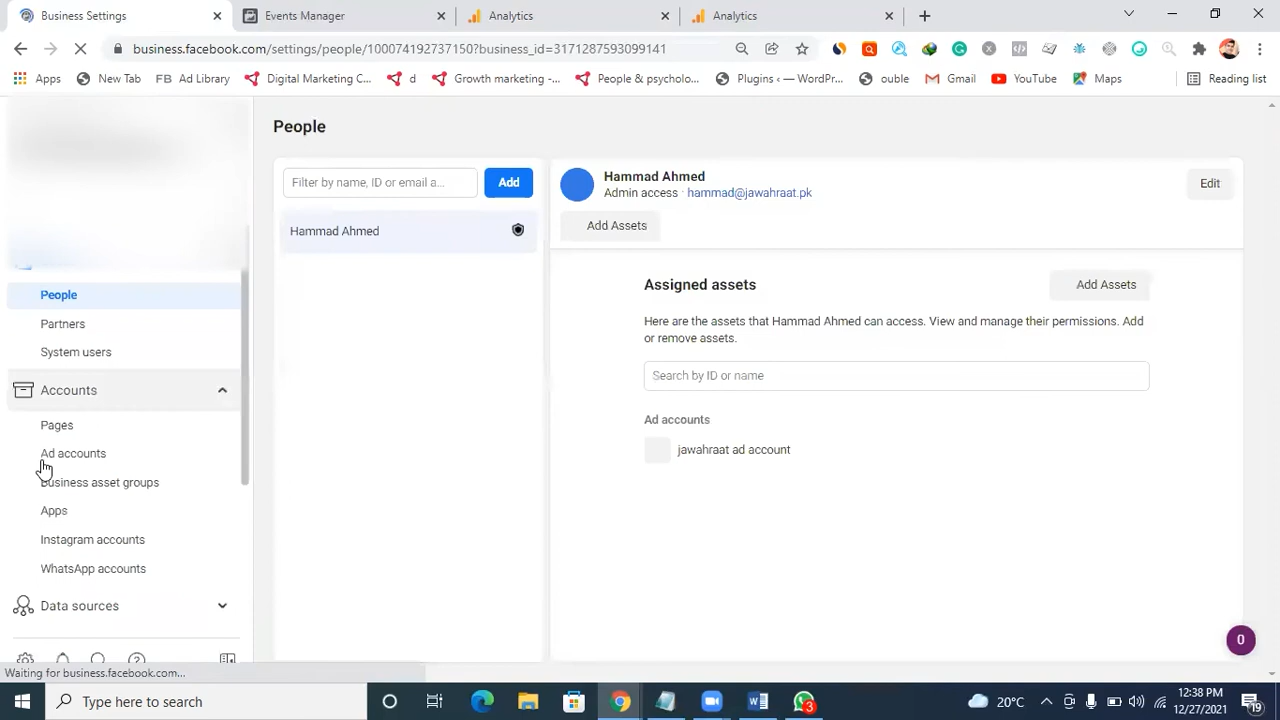 Business Settings
Events Manager
Analytics
Analytics
business.facebook.com/settings/people/100074192737150?business_id=3171287593099141
Apps
New Tab
FB Ad Library
Digital Marketing C...
d
Growth marketing -...
People & psycholo...
Plugins ‹ — WordPr...
ouble
Gmail
YouTube
Maps
Reading list
People
Partners
System users
Accounts
Pages
Ad accounts
Business asset groups
Apps
Instagram accounts
WhatsApp accounts
Data sources
People
Filter by name, ID or email a...
Add
Hammad Ahmed
Hammad Ahmed
Admin access · hammad@jawahraat.pk
Edit
Add Assets
Assigned assets
Add Assets
Here are the assets that Hammad Ahmed can access. View and manage their permissions. Add
or remove assets.
Search by ID or name
Ad accounts
jawahraat ad account
0
Waiting for business.facebook.com...
Type here to search
3
20°C
12:38 PM
12/27/2021
19